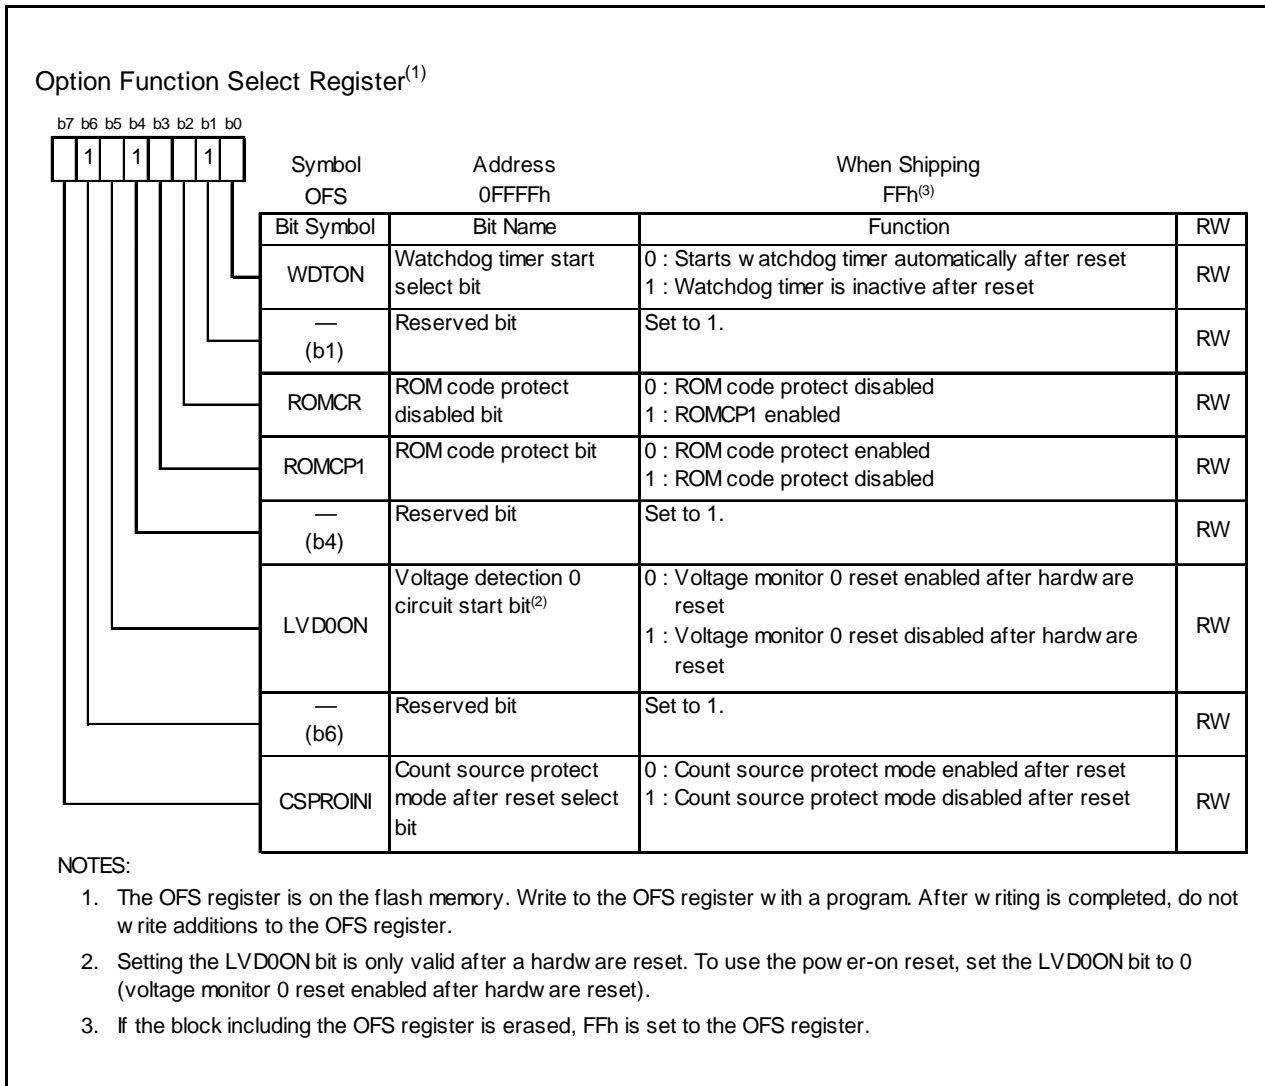 Option Function Select Register(1)
b7 b6 b5 b4 b3 b2 b1 b0
1 1 1
Symbol Address When Shipping
OFS 0FFFFh FFh(3)
Bit Symbol Bit Name Function RW
WDTON Watchdog timer start select bit 0 : Starts watchdog timer automatically after reset
1 : Watchdog timer is inactive after reset RW
—
(b1) Reserved bit Set to 1. RW
ROMCR ROM code protect disabled bit 0 : ROM code protect disabled
1 : ROMCP1 enabled RW
ROMCP1 ROM code protect bit 0 : ROM code protect enabled
1 : ROM code protect disabled RW
—
(b4) Reserved bit Set to 1. RW
LVD0ON Voltage detection 0 circuit start bit(2) 0 : Voltage monitor 0 reset enabled after hardware
reset
1 : Voltage monitor 0 reset disabled after hardware
reset RW
—
(b6) Reserved bit Set to 1. RW
CSPROINI Count source protect mode after reset select bit 0 : Count source protect mode enabled after reset
1 : Count source protect mode disabled after reset RW
NOTES:
1. The OFS register is on the flash memory. Write to the OFS register with a program. After writing is completed, do not
write additions to the OFS register.
2. Setting the LVD0ON bit is only valid after a hardware reset. To use the power-on reset, set the LVD0ON bit to 0
(voltage monitor 0 reset enabled after hardware reset).
3. If the block including the OFS register is erased, FFh is set to the OFS register.